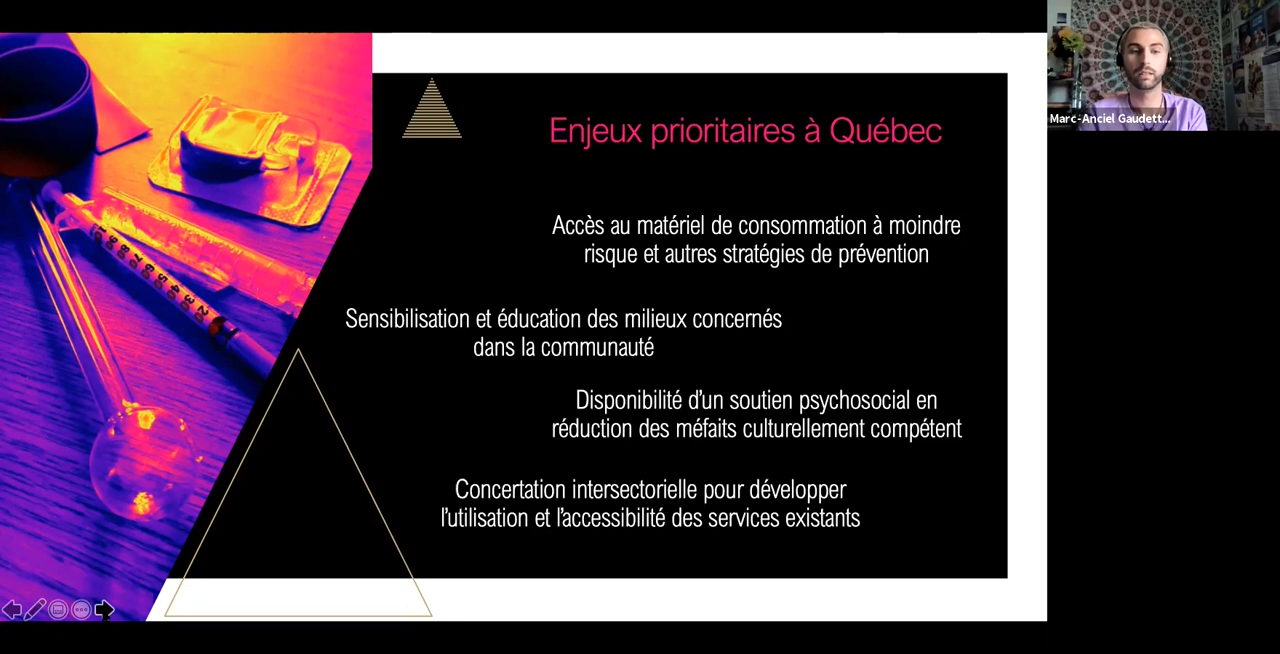 Enjeux prioritaires à Québec
Accès au matériel de consommation à moindre
risque et autres stratégies de prévention
Sensibilisation et éducation des milieux concernés
dans la communauté
Disponibilité d'un soutien psychosocial en
réduction des méfaits culturellement compétent
Concertation intersectorielle pour développer
l'utilisation et l'accessibilité des services existants
Marc-Anciel Gaudett...